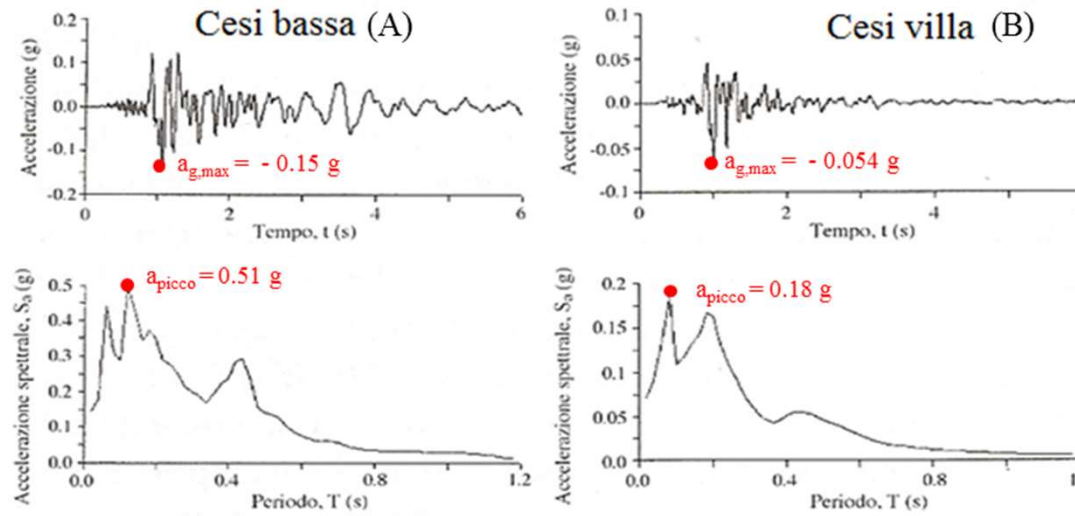 Cesi bassa (A)
Accelerazione (g)
0.2
0.1
0.0
-0.1
-0.2
a_g,max = - 0.15 g
0 2 4 6
Tempo, t (s)
Cesi villa (B)
Accelerazione (g)
0.1
0.05
0.0
-0.05
-0.1
a_g,max = - 0.054 g
0 2 4
Tempo, t (s)
Accelerazione spettrale, S_a (g)
0.5
0.4
0.3
0.2
0.1
0.0
a_picco = 0.51 g
0.0 0.4 0.8 1.2
Periodo, T (s)
Accelerazione spettrale, S_a (g)
0.2
0.15
0.1
0.05
0.0
a_picco = 0.18 g
0.0 0.4 0.8 1
Periodo, T (s)